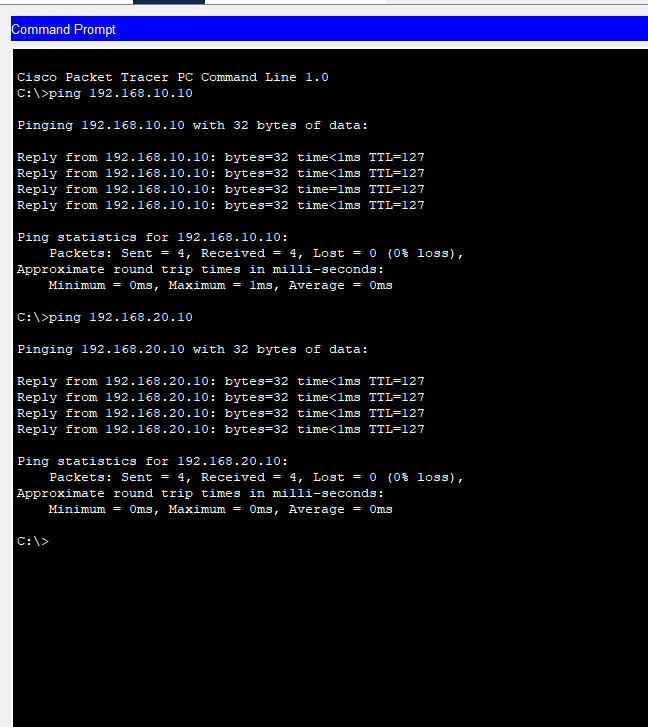 Command Prompt
Cisco Packet Tracer PC Command Line 1.0
C:\>ping 192.168.10.10
Pinging 192.168.10.10 with 32 bytes of data:
Reply from 192.168.10.10: bytes=32 time<1ms TTL=127
Reply from 192.168.10.10: bytes=32 time<1ms TTL=127
Reply from 192.168.10.10: bytes=32 time=1ms TTL=127
Reply from 192.168.10.10: bytes=32 time<1ms TTL=127
Ping statistics for 192.168.10.10:
    Packets: Sent = 4, Received = 4, Lost = 0 (0% loss),
Approximate round trip times in milli-seconds:
    Minimum = 0ms, Maximum = 1ms, Average = 0ms
C:\>ping 192.168.20.10
Pinging 192.168.20.10 with 32 bytes of data:
Reply from 192.168.20.10: bytes=32 time<1ms TTL=127
Reply from 192.168.20.10: bytes=32 time<1ms TTL=127
Reply from 192.168.20.10: bytes=32 time<1ms TTL=127
Reply from 192.168.20.10: bytes=32 time<1ms TTL=127
Ping statistics for 192.168.20.10:
    Packets: Sent = 4, Received = 4, Lost = 0 (0% loss),
Approximate round trip times in milli-seconds:
    Minimum = 0ms, Maximum = 0ms, Average = 0ms
C:\>